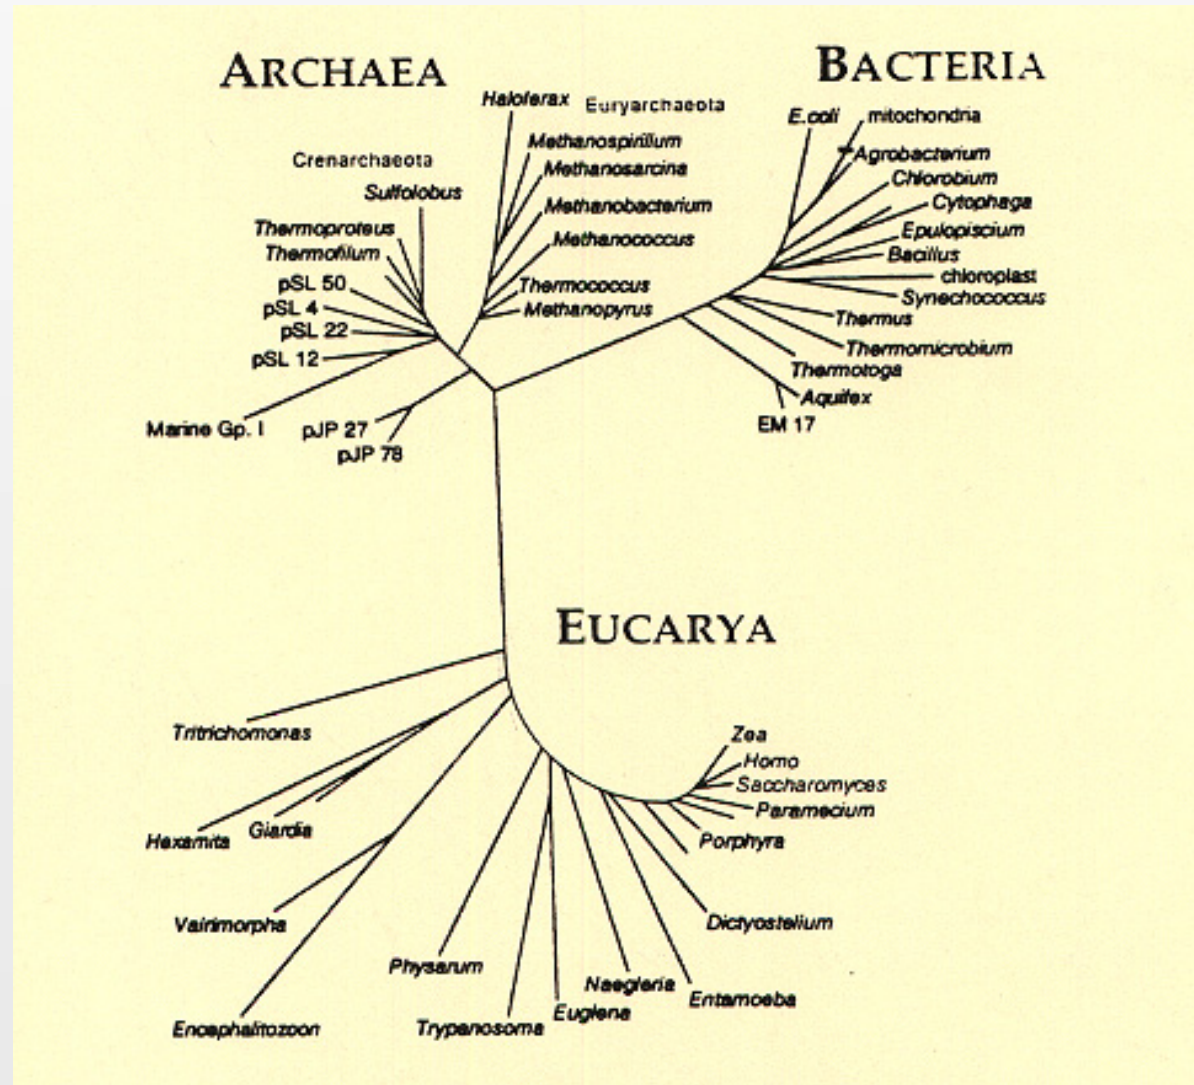 ARCHAEA
BACTERIA
Haloferax
Euryarchaeota
E.coli
mitochondria
Methanospirillum
Agrobacterium
Crenarchaeota
Methanosarcina
Chlorobium
Sulfolobus
Methanobacterium
Cytophaga
Thermoproteus
Methanococcus
Epulopiscium
Thermofilum
Bacillus
pSL 50
Thermococcus
chloroplast
pSL 4
Methanopyrus
Synechococcus
pSL 22
Thermus
pSL 12
Thermomicrobium
Thermotoga
Aquifex
Marine Gp. I
pJP 27
EM 17
pJP 78
EUCARYA
Tritrichomonas
Zea
Homo
Saccharomyces
Paramecium
Hexamita
Giardia
Porphyra
Vairimorpha
Dictyostelium
Physarum
Naegleria
Entamoeba
Euglena
Encephalitozoon
Trypanosoma